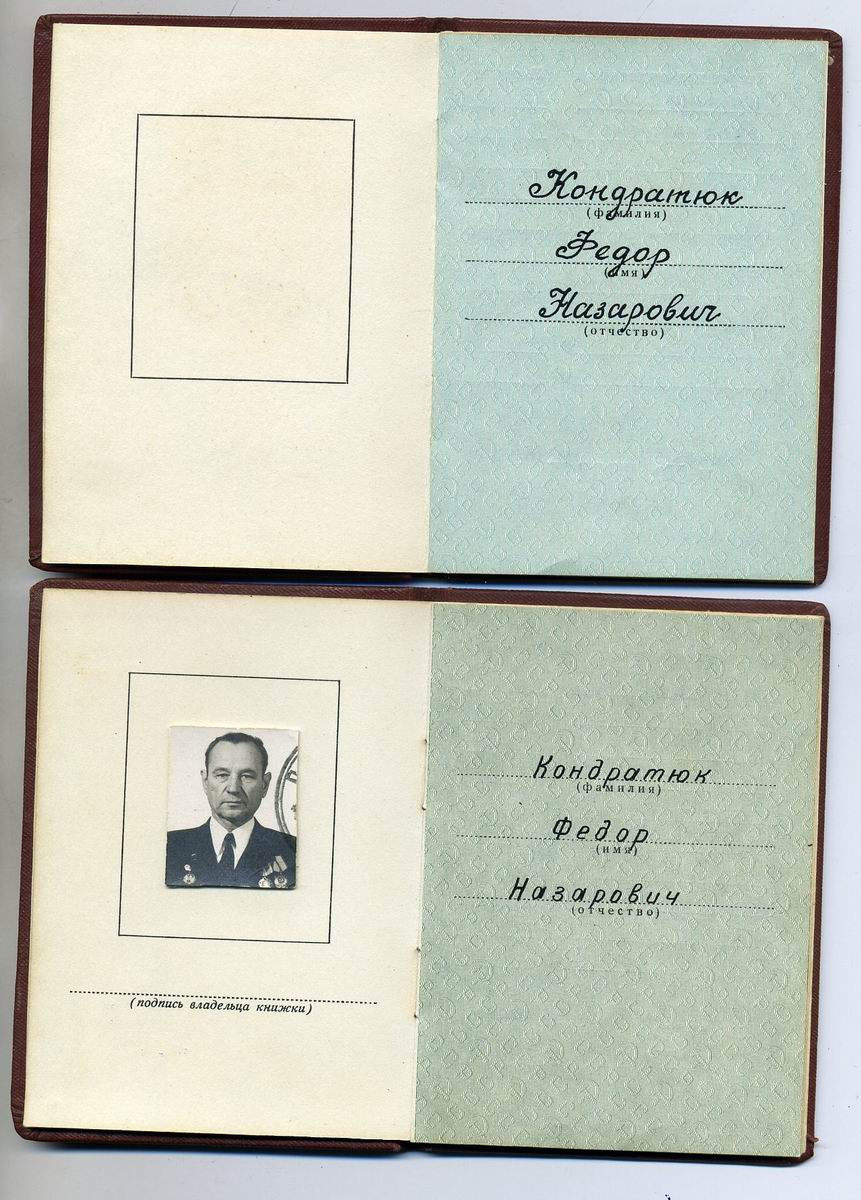 Кондратюк
(фамилия)
Федор
(имя)
Назарович
(отчество)
Кондратюк
(фамилия)
Федор
(имя)
Назарович
(отчество)
(подпись владельца книжки)